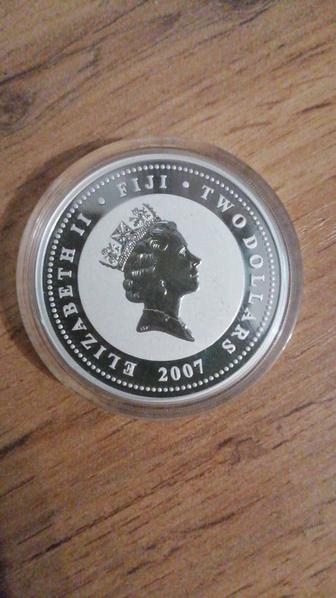 ELIZABETH II • FIJI • TWO DOLLARS
2007